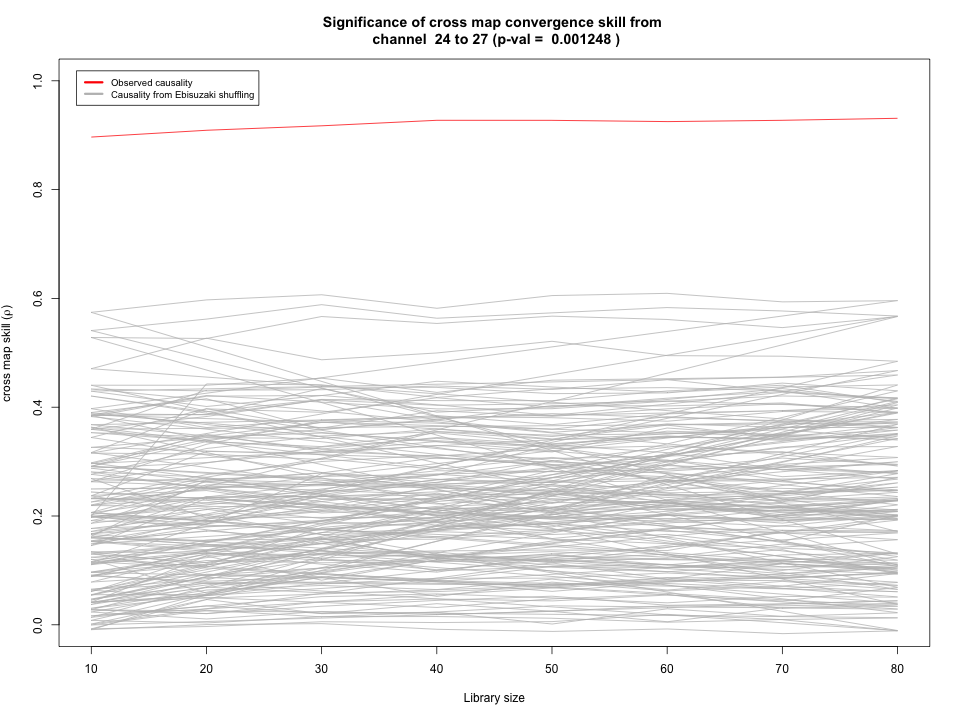 Significance of cross map convergence skill from
channel 24 to 27 (p-val = 0.001248 )
Observed causality
Causality from Ebisuzaki shuffling
cross map skill (ρ)
1.0
0.8
0.6
0.4
0.2
0.0
10 20 30 40 50 60 70 80
Library size